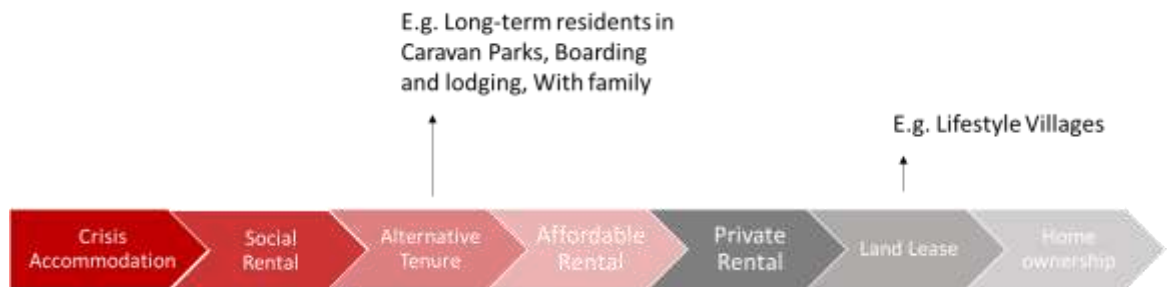 E.g. Long-term residents in
Caravan Parks, Boarding
and lodging, With family
E.g. Lifestyle Villages
Crisis
Accommodation
Social
Rental
Alternative
Tenure
Affordable
Rental
Private
Rental
Land Lease
Home
ownership